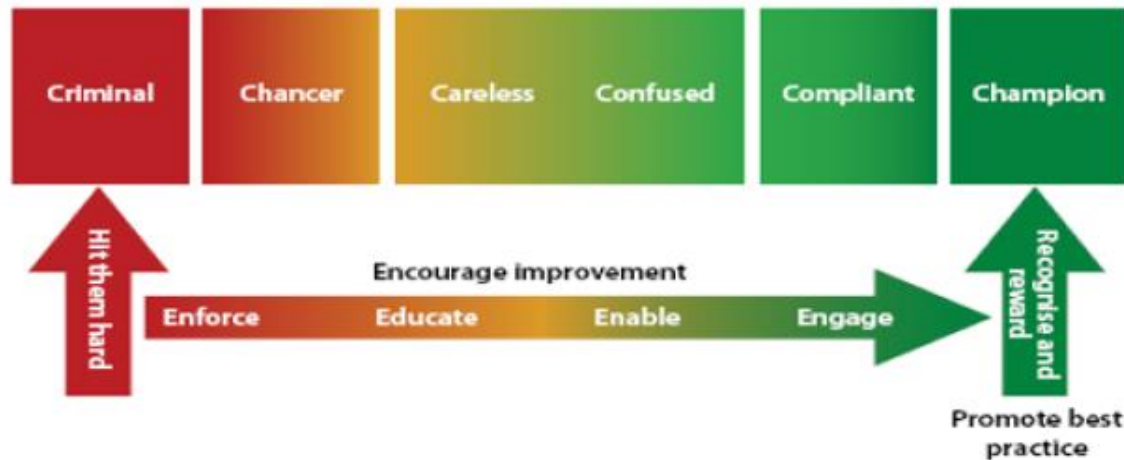 Criminal
Chancer
Careless
Confused
Compliant
Champion
Hit them hard
Encourage improvement
Enforce
Educate
Enable
Engage
Recognise and
reward
Promote best
practice